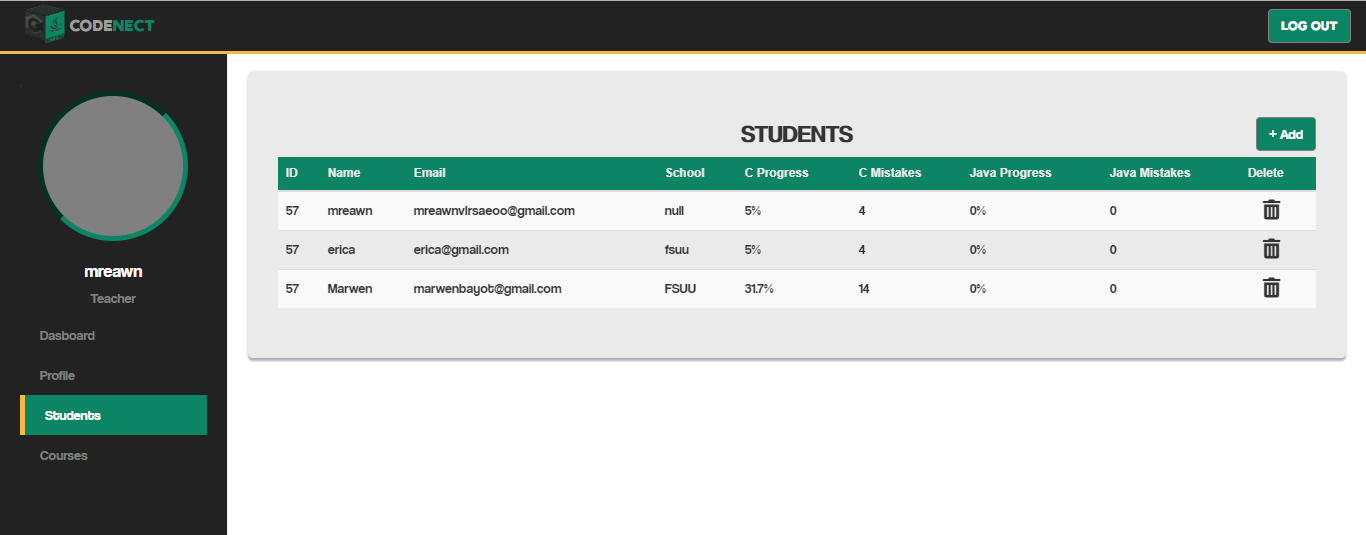 CODENECT
LOG OUT
mreawn
Teacher
Dasboard
Profile
Students
Courses
STUDENTS
+ Add
ID Name Email School C Progress C Mistakes Java Progress Java Mistakes Delete
57 mreawn mreawnvlrsaeoo@gmail.com null 5% 4 0% 0
57 erica erica@gmail.com fsuu 5% 4 0% 0
57 Marwen marwenbayot@gmail.com FSUU 31.7% 14 0% 0